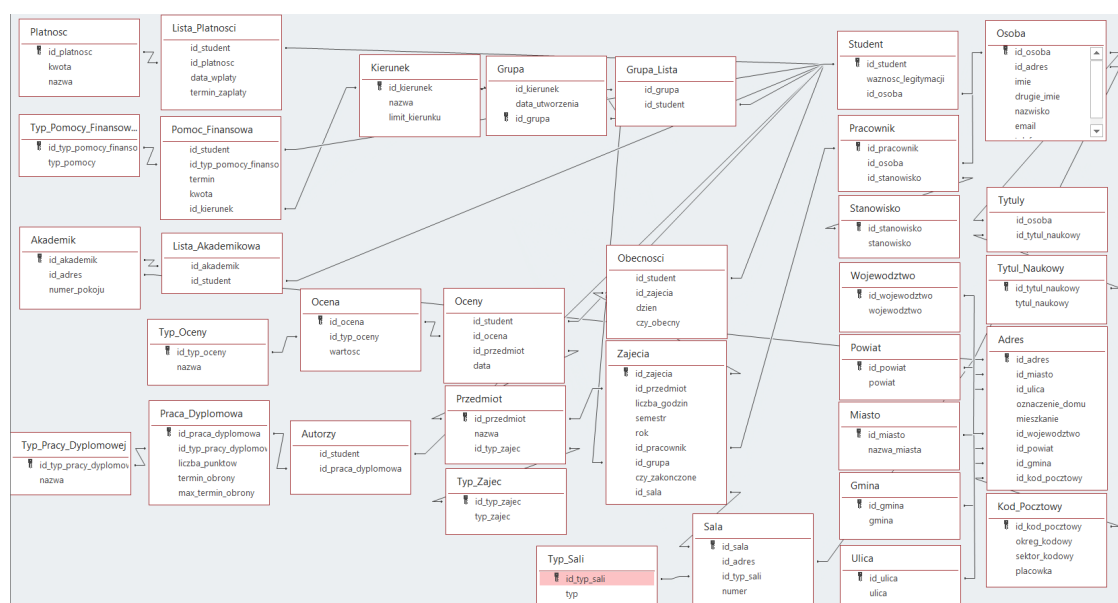 Platnosc
id_platnosc
kwota
nazwa
Lista_Platnosci
id_student
id_platnosc
data_wplaty
termin_zaplaty
Kierunek
id_kierunek
nazwa
limit_kierunku
Grupa
id_kierunek
data_utworzenia
id_grupa
Grupa_Lista
id_grupa
id_student
Student
id_student
waznosc_legitymacji
id_osoba
Osoba
id_osoba
id_adres
imie
drugie_imie
nazwisko
email
Typ_Pomocy_Finansow...
id_typ_pomocy_finanso
typ_pomocy
Pomoc_Finansowa
id_student
id_typ_pomocy_finanso
termin
kwota
id_kierunek
Pracownik
id_pracownik
id_osoba
id_stanowisko
Stanowisko
id_stanowisko
stanowisko
Tytuly
id_osoba
id_tytul_naukowy
Akademik
id_akademik
id_adres
numer_pokoju
Lista_Akademikowa
id_akademik
id_student
Obecnosci
id_student
id_zajecia
dzien
czy_obecny
Wojewodztwo
id_wojewodztwo
wojewodztwo
Tytul_Naukowy
id_tytul_naukowy
tytul_naukowy
Typ_Oceny
id_typ_oceny
nazwa
Ocena
id_ocena
id_typ_oceny
wartosc
Oceny
id_student
id_ocena
id_przedmiot
data
Zajecia
id_zajecia
id_przedmiot
liczba_godzin
semestr
rok
id_pracownik
id_grupa
czy_zakonczone
id_sala
Powiat
id_powiat
powiat
Adres
id_adres
id_miasto
id_ulica
oznaczenie_domu
mieszkanie
id_wojewodztwo
id_powiat
id_gmina
id_kod_pocztowy
Typ_Pracy_Dyplomowej
id_typ_pracy_dyplomov
nazwa
Praca_Dyplomowa
id_praca_dyplomowa
id_typ_pracy_dyplomov
liczba_punktow
termin_obrony
max_termin_obrony
Autorzy
id_student
id_praca_dyplomowa
Przedmiot
id_przedmiot
nazwa
id_typ_zajec
Miasto
id_miasto
nazwa_miasta
Typ_Zajec
id_typ_zajec
typ_zajec
Gmina
id_gmina
gmina
Kod_Pocztowy
id_kod_pocztowy
okreg_kodowy
sektor_kodowy
placowka
Typ_Sali
id_typ_sali
typ
Sala
id_sala
id_adres
id_typ_sali
numer
Ulica
id_ulica
ulica